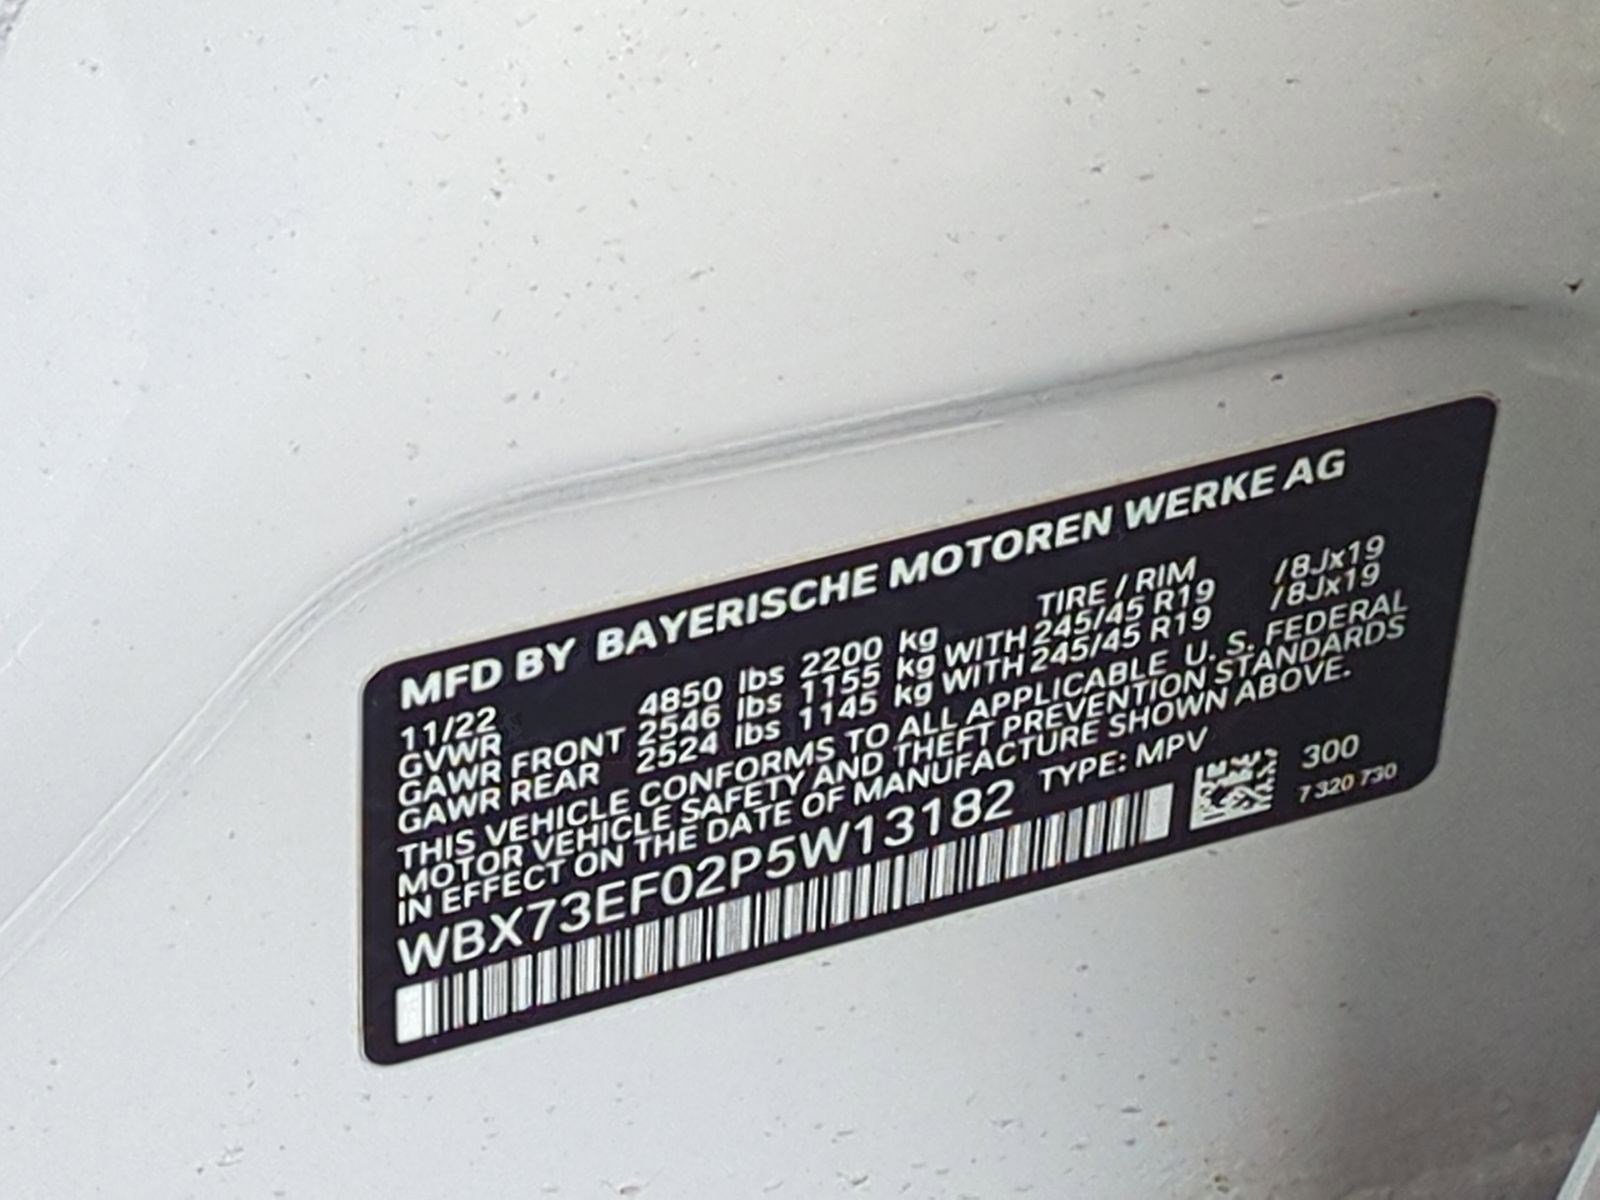 MFD BY BAYERISCHE MOTOREN WERKE AG
11/22 TIRE / RIM
GVWR 4850 lbs 2200 kg
GAWR FRONT 2546 lbs 1155 kg WITH 245/45 R19 /8Jx19
GAWR REAR 2524 lbs 1145 kg WITH 245/45 R19 /8Jx19
THIS VEHICLE CONFORMS TO ALL APPLICABLE U. S. FEDERAL
MOTOR VEHICLE SAFETY AND THEFT PREVENTION STANDARDS
IN EFFECT ON THE DATE OF MANUFACTURE SHOWN ABOVE.
WBX73EF02P5W13182 TYPE: MPV 300
7 320 730